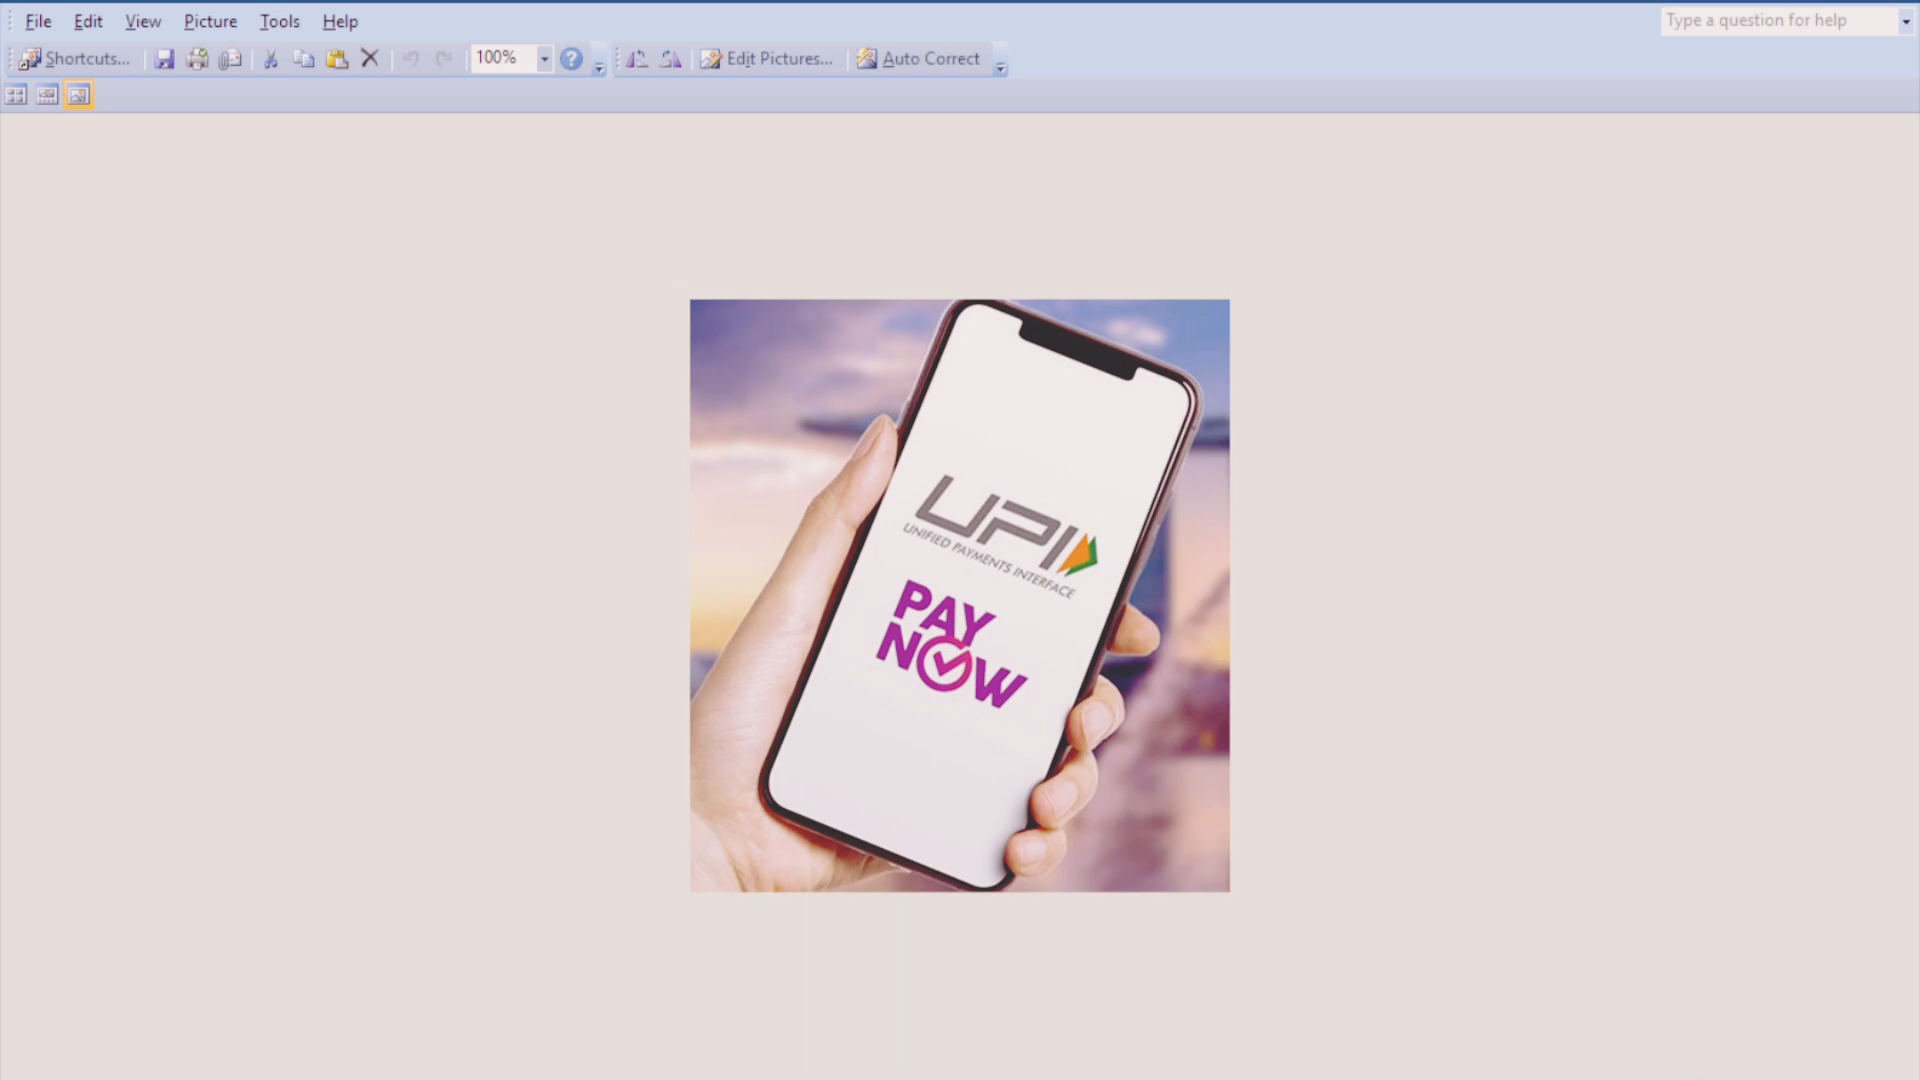 File Edit View Picture Tools Help
Type a question for help
Shortcuts... 100% Edit Pictures... Auto Correct
UPI
UNIFIED PAYMENTS INTERFACE
PAY
NOW